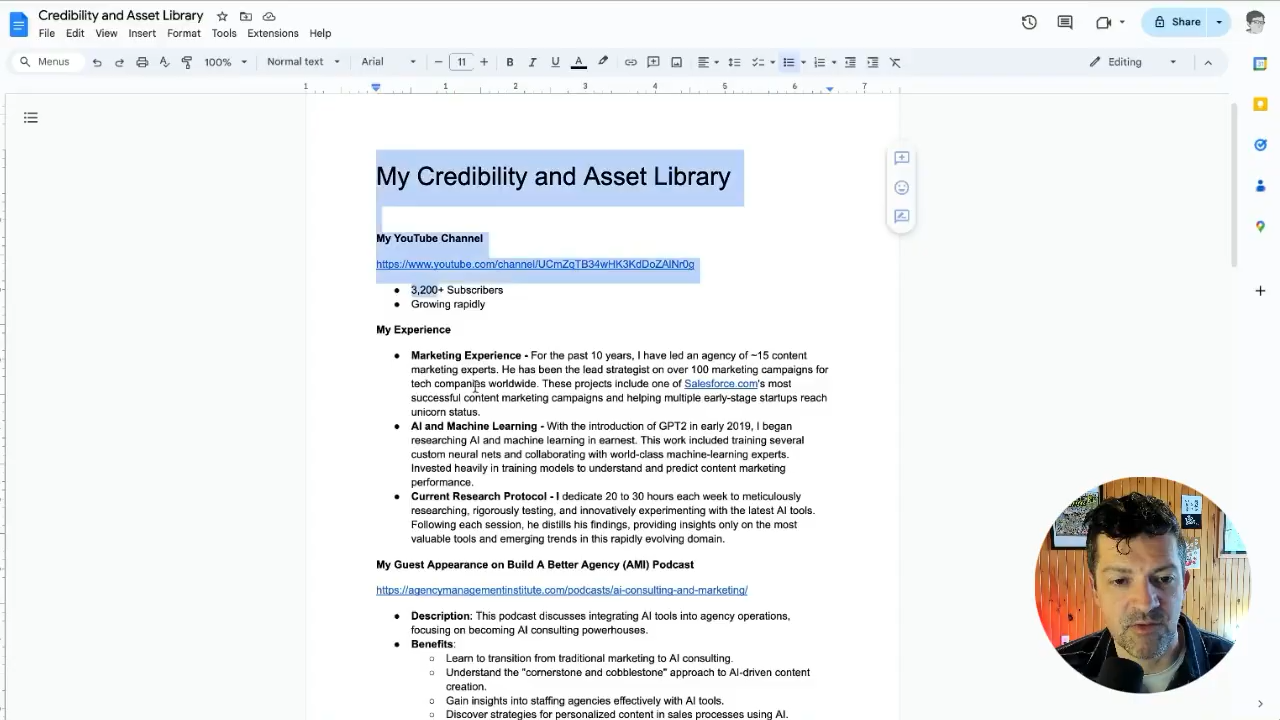 Credibility and Asset Library
File Edit View Insert Format Tools Extensions Help
Share
Menus 100% Normal text Arial 11 Editing
1 1 2 3 4 5 6 7
My Credibility and Asset Library
My YouTube Channel
https://www.youtube.com/channel/UCmZqTB34wHK3KdDoZAlNr0g
● 3,200+ Subscribers
● Growing rapidly
My Experience
● Marketing Experience - For the past 10 years, I have led an agency of ~15 content
marketing experts. He has been the lead strategist on over 100 marketing campaigns for
tech companies worldwide. These projects include one of Salesforce.com's most
successful content marketing campaigns and helping multiple early-stage startups reach
unicorn status.
● AI and Machine Learning - With the introduction of GPT2 in early 2019, I began
researching AI and machine learning in earnest. This work included training several
custom neural nets and collaborating with world-class machine-learning experts.
Invested heavily in training models to understand and predict content marketing
performance.
● Current Research Protocol - I dedicate 20 to 30 hours each week to meticulously
researching, rigorously testing, and innovatively experimenting with the latest AI tools.
Following each session, he distills his findings, providing insights only on the most
valuable tools and emerging trends in this rapidly evolving domain.
My Guest Appearance on Build A Better Agency (AMI) Podcast
https://agencymanagementinstitute.com/podcasts/ai-consulting-and-marketing/
● Description: This podcast discusses integrating AI tools into agency operations,
focusing on becoming AI consulting powerhouses.
● Benefits:
○ Learn to transition from traditional marketing to AI consulting.
○ Understand the "cornerstone and cobblestone" approach to AI-driven content
creation.
○ Gain insights into staffing agencies effectively with AI tools.
○ Discover strategies for personalized content in sales processes using AI.